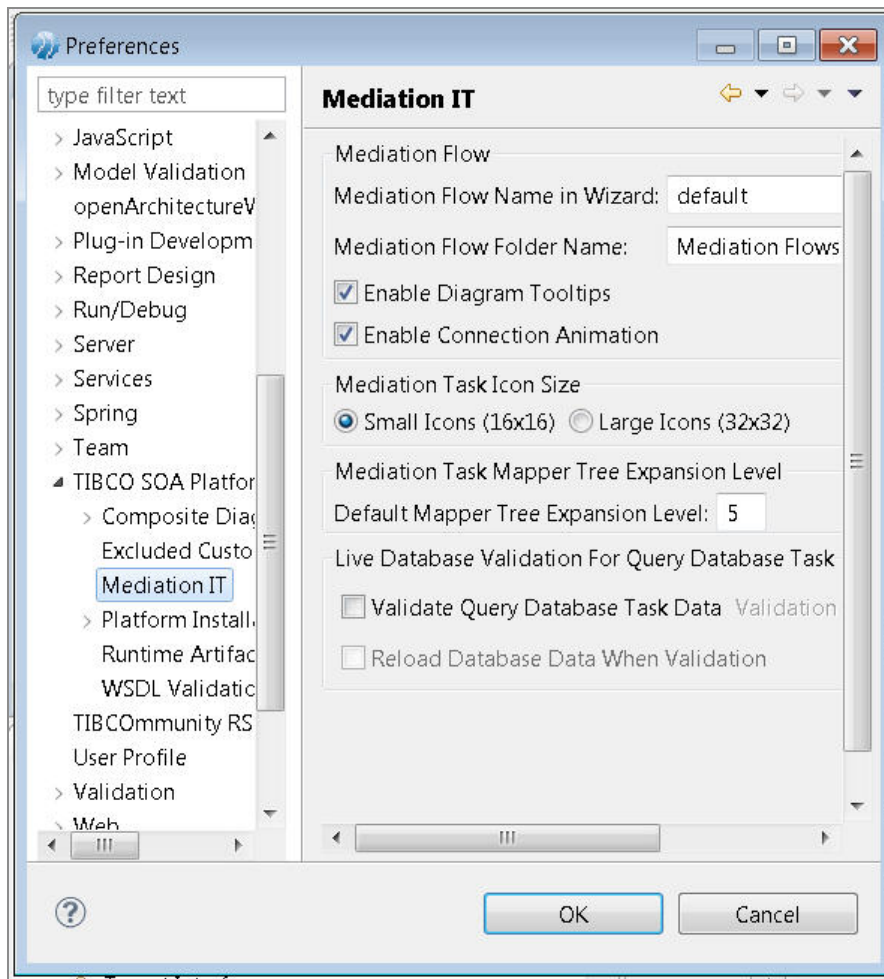 Preferences
type filter text
JavaScript
Model Validation
openArchitectureW
Plug-in Developm
Report Design
Run/Debug
Server
Services
Spring
Team
TIBCO SOA Platfor
Composite Diag
Excluded Custo
Mediation IT
Platform Install
Runtime Artifac
WSDL Validatic
TIBCOmmunity RS
User Profile
Validation
Web
Mediation IT
Mediation Flow
Mediation Flow Name in Wizard: default
Mediation Flow Folder Name: Mediation Flows
Enable Diagram Tooltips
Enable Connection Animation
Mediation Task Icon Size
Small Icons (16x16) Large Icons (32x32)
Mediation Task Mapper Tree Expansion Level
Default Mapper Tree Expansion Level: 5
Live Database Validation For Query Database Task
Validate Query Database Task Data Validation
Reload Database Data When Validation
OK Cancel